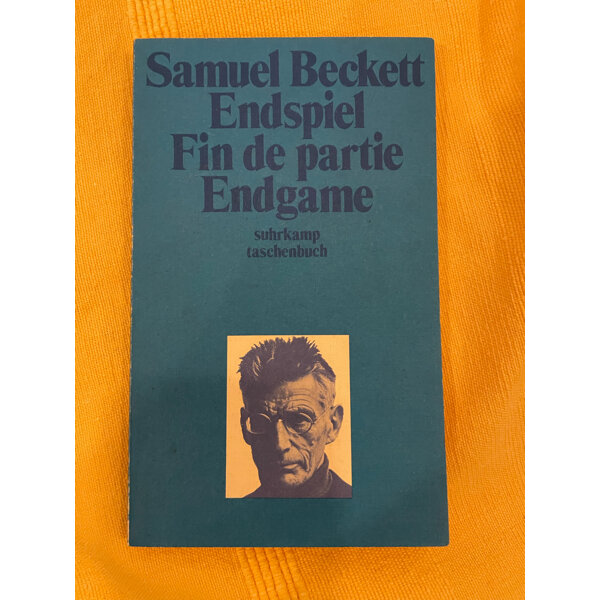 Samuel Beckett
Endspiel
Fin de partie
Endgame
suhrkamp
taschenbuch